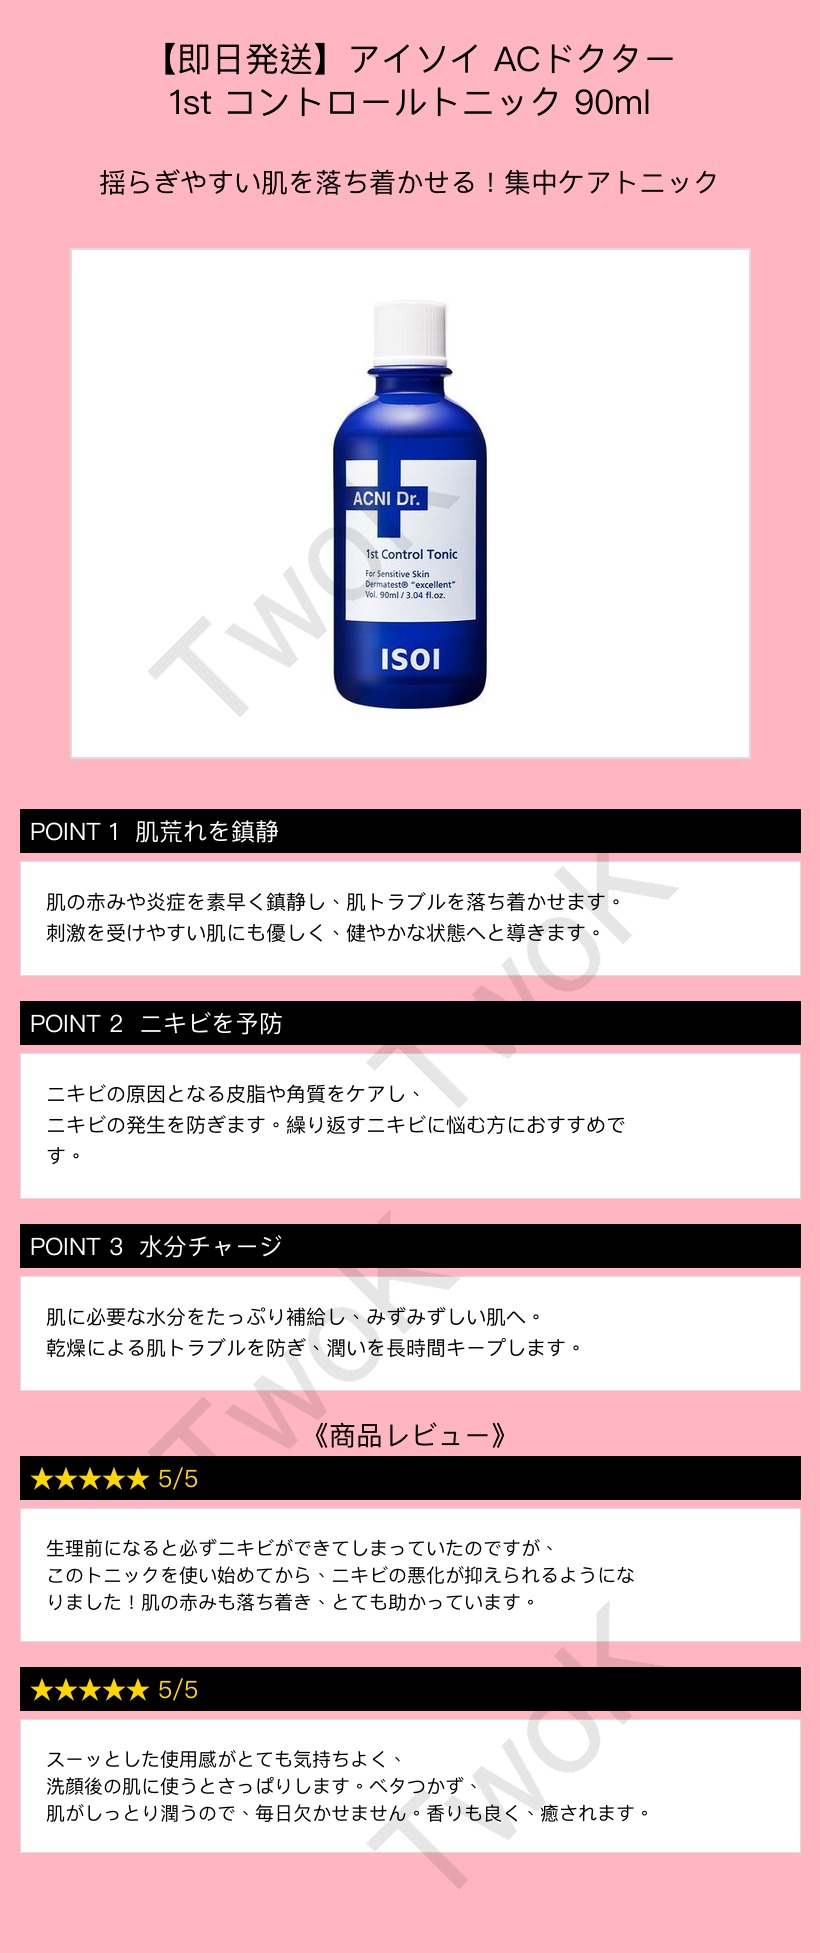 【即日発送】アイソイ ACドクター
1st コントロールトニック 90ml
揺らぎやすい肌を落ち着かせる！集中ケアトニック
ACNI Dr.
1st Control Tonic
For Sensitive Skin
Dermatest® "excellent"
Vol. 90ml / 3.04 fl.oz.
ISOI
TwoK
POINT 1 肌荒れを鎮静
肌の赤みや炎症を素早く鎮静し、肌トラブルを落ち着かせます。
刺激を受けやすい肌にも優しく、健やかな状態へと導きます。
TwoK
POINT 2 ニキビを予防
ニキビの原因となる皮脂や角質をケアし、
ニキビの発生を防ぎます。繰り返すニキビに悩む方におすすめで
す。
POINT 3 水分チャージ
肌に必要な水分をたっぷり補給し、みずみずしい肌へ。
乾燥による肌トラブルを防ぎ、潤いを長時間キープします。
TwoK
《商品レビュー》
★★★★★ 5/5
生理前になると必ずニキビができてしまっていたのですが、
このトニックを使い始めてから、ニキビの悪化が抑えられるようにな
りました！肌の赤みも落ち着き、とても助かっています。
★★★★★ 5/5
スーッとした使用感がとても気持ちよく、
洗顔後の肌に使うとさっぱりします。ベタつかず、
肌がしっとり潤うので、毎日欠かせません。香りも良く、癒されます。
TwoK